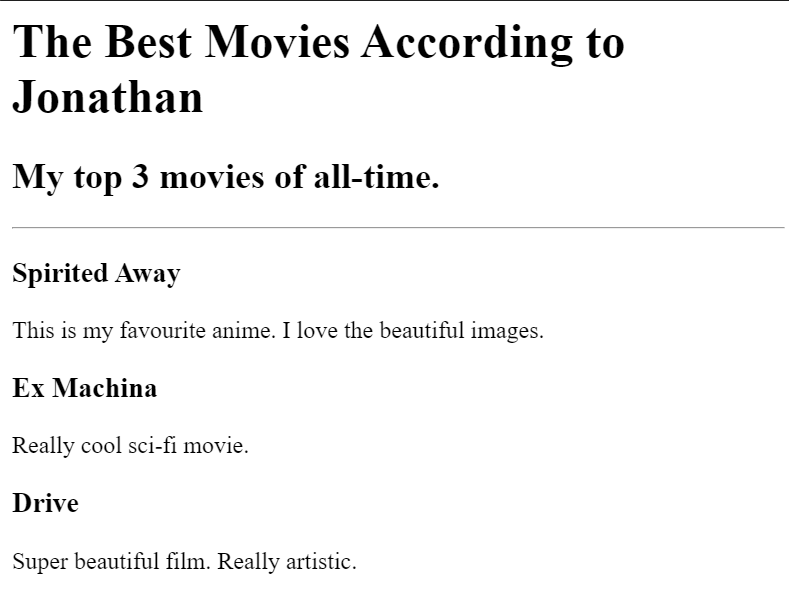 The Best Movies According to
Jonathan
My top 3 movies of all-time.
Spirited Away
This is my favourite anime. I love the beautiful images.
Ex Machina
Really cool sci-fi movie.
Drive
Super beautiful film. Really artistic.